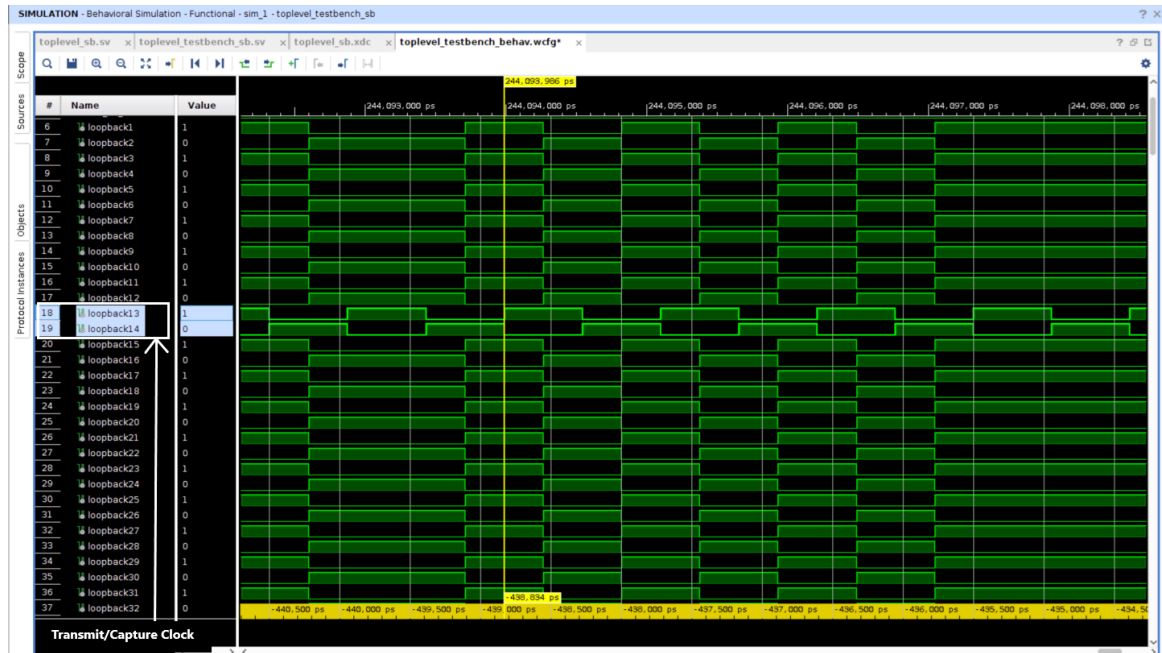 SIMULATION - Behavioral Simulation - Functional - sim_1 - toplevel_testbench_sb
toplevel_sb.sv toplevel_testbench_sb.sv toplevel_sb.xdc toplevel_testbench_behav.wcfg*
Scope
Sources
Objects
Protocol Instances
244,093,986 ps
# Name Value
244,093,000 ps 244,094,000 ps 244,095,000 ps 244,096,000 ps 244,097,000 ps 244,098,000 ps
6 loopback1 1
7 loopback2 0
8 loopback3 1
9 loopback4 0
10 loopback5 1
11 loopback6 0
12 loopback7 1
13 loopback8 0
14 loopback9 1
15 loopback10 0
16 loopback11 1
17 loopback12 0
18 loopback13 1
19 loopback14 0
20 loopback15 1
21 loopback16 0
22 loopback17 1
23 loopback18 0
24 loopback19 1
25 loopback20 0
26 loopback21 1
27 loopback22 0
28 loopback23 1
29 loopback24 0
30 loopback25 1
31 loopback26 0
32 loopback27 1
33 loopback28 0
34 loopback29 1
35 loopback30 0
36 loopback31 1
-438,834 ps
37 loopback32 0
-440,500 ps -440,000 ps -439,500 ps -439,000 ps -438,500 ps -438,000 ps -437,500 ps -437,000 ps -436,500 ps -436,000 ps -435,500 ps -435,000 ps
Transmit/Capture Clock